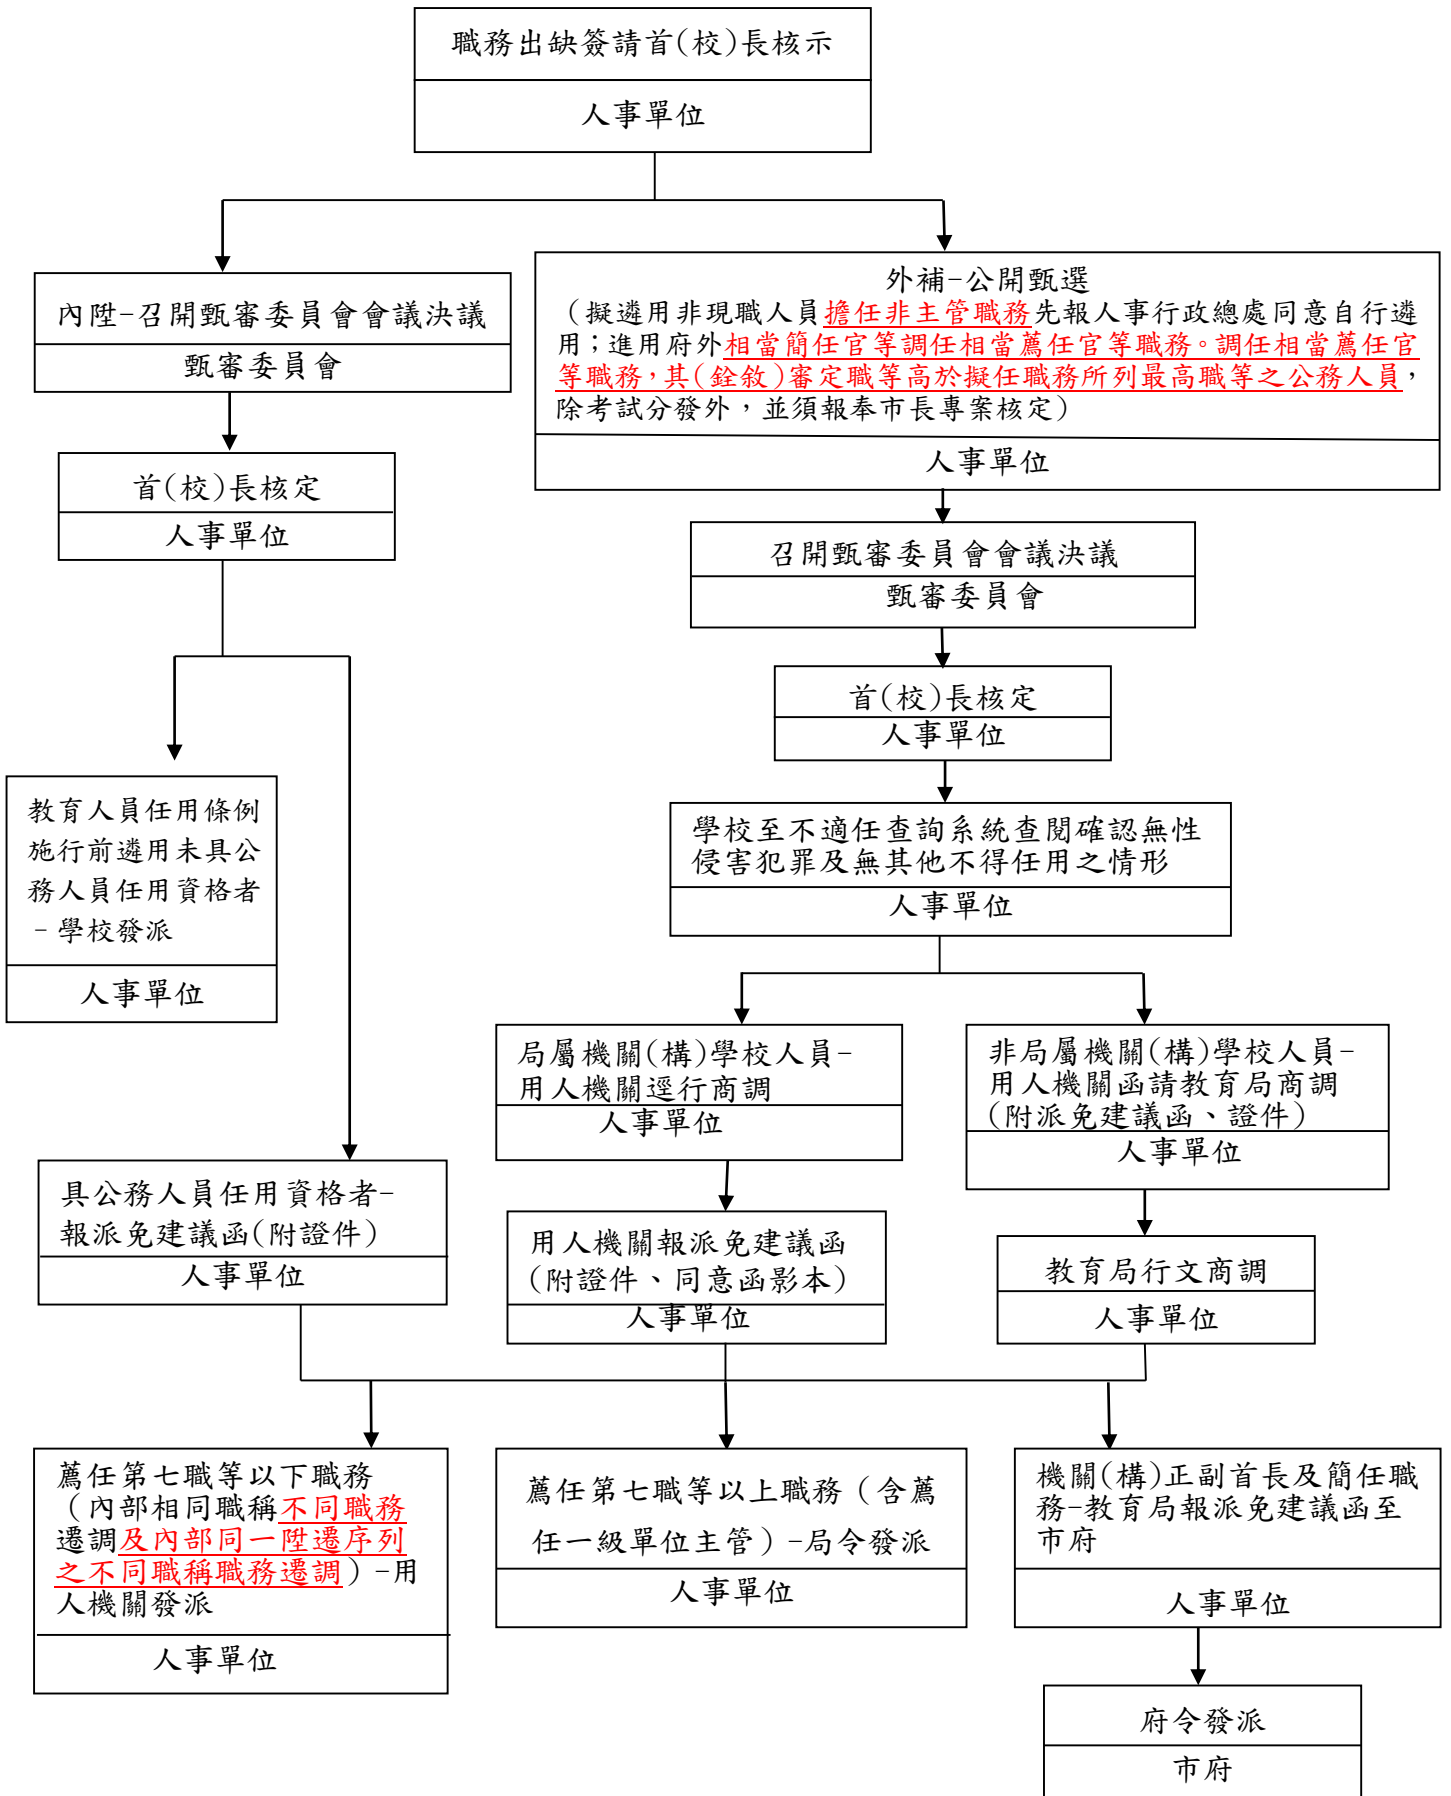 職務出缺簽請首(校)長核示
人事單位
內陞-召開甄審委員會會議決議
甄審委員會
外補-公開甄選
（擬遴用非現職人員擔任非主管職務先報人事行政總處同意自行遴
用；進用府外相當簡任官等調任相當薦任官等職務。調任相當薦任官
等職務，其(銓敘)審定職等高於擬任職務所列最高職等之公務人員，
除考試分發外，並須報奉市長專案核定）
人事單位
首(校)長核定
人事單位
召開甄審委員會會議決議
甄審委員會
首(校)長核定
人事單位
教育人員任用條例
施行前遴用未具公
務人員任用資格者
-學校發派
人事單位
學校至不適任查詢系統查閱確認無性
侵害犯罪及無其他不得任用之情形
人事單位
局屬機關(構)學校人員-
用人機關逕行商調
人事單位
非局屬機關(構)學校人員-
用人機關函請教育局商調
(附派免建議函、證件)
人事單位
具公務人員任用資格者-
報派免建議函(附證件)
人事單位
用人機關報派免建議函
(附證件、同意函影本)
人事單位
教育局行文商調
人事單位
薦任第七職等以下職務
（內部相同職稱不同職務
遷調及內部同一陞遷序列
之不同職稱職務遷調）-用
人機關發派
人事單位
薦任第七職等以上職務（含薦
任一級單位主管）-局令發派
人事單位
機關(構)正副首長及簡任職
務-教育局報派免建議函至
市府
人事單位
府令發派
市府